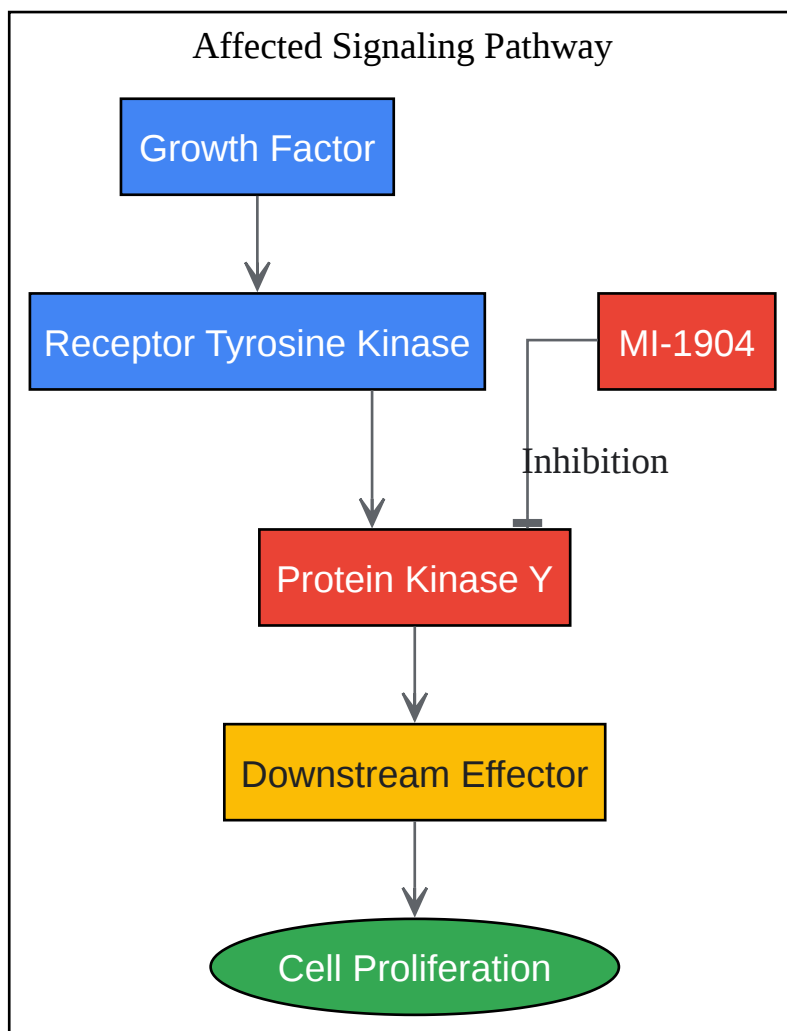 Affected Signaling Pathway
Growth Factor
Receptor Tyrosine Kinase
MI-1904
Inhibition
Protein Kinase Y
Downstream Effector
Cell Proliferation